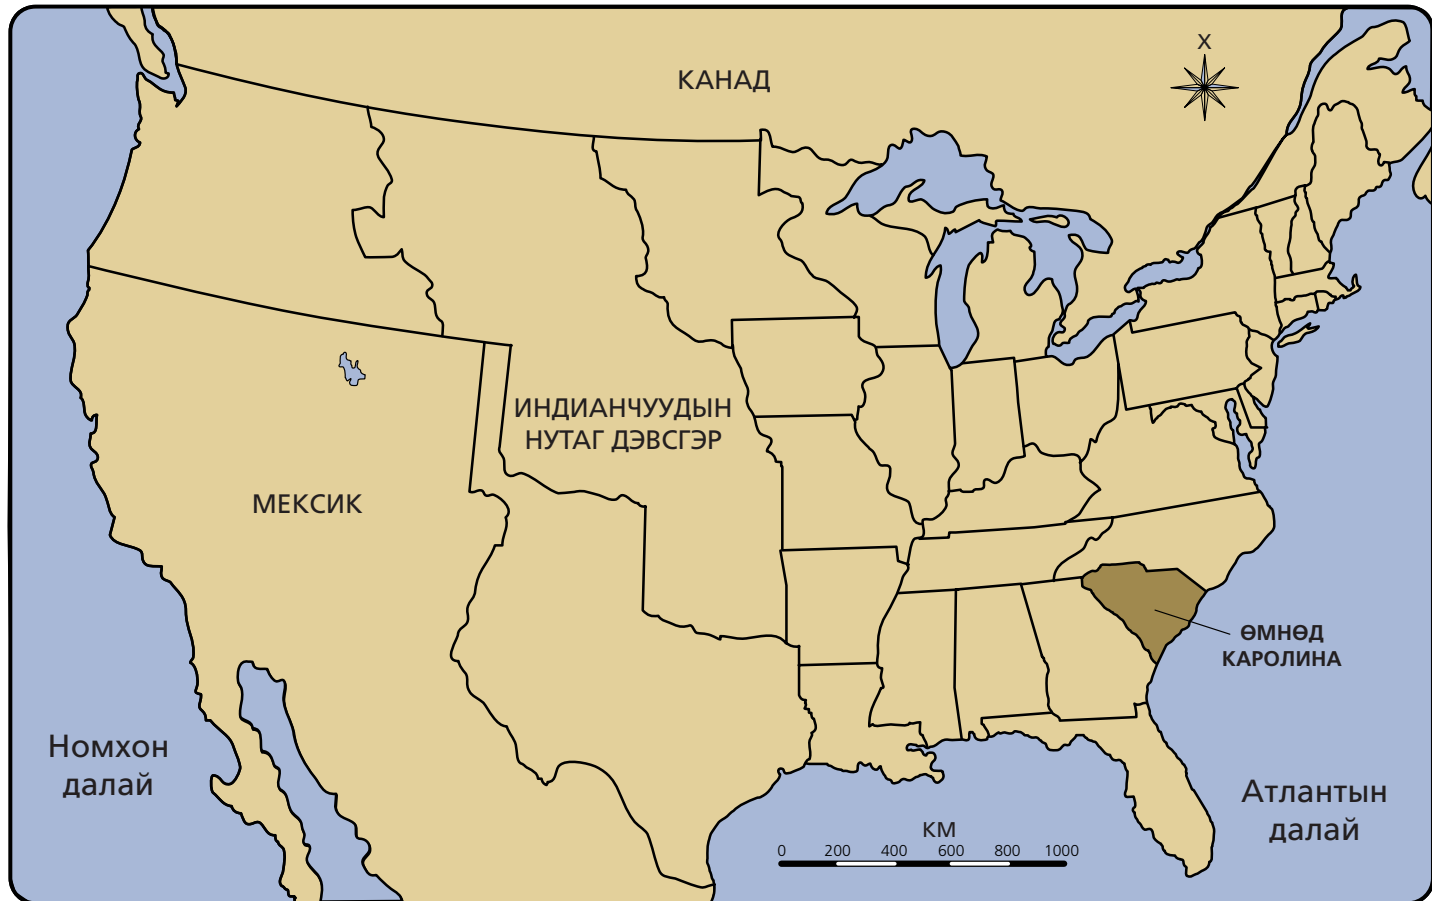 Х
КАНАД
ИНДИАНЧУУДЫН
НУТАГ ДЭВСГЭР
МЕКСИК
ӨМНӨД
КАРОЛИНА
Номхон
далай
Атлантын
далай
КМ
0 200 400 600 800 1000